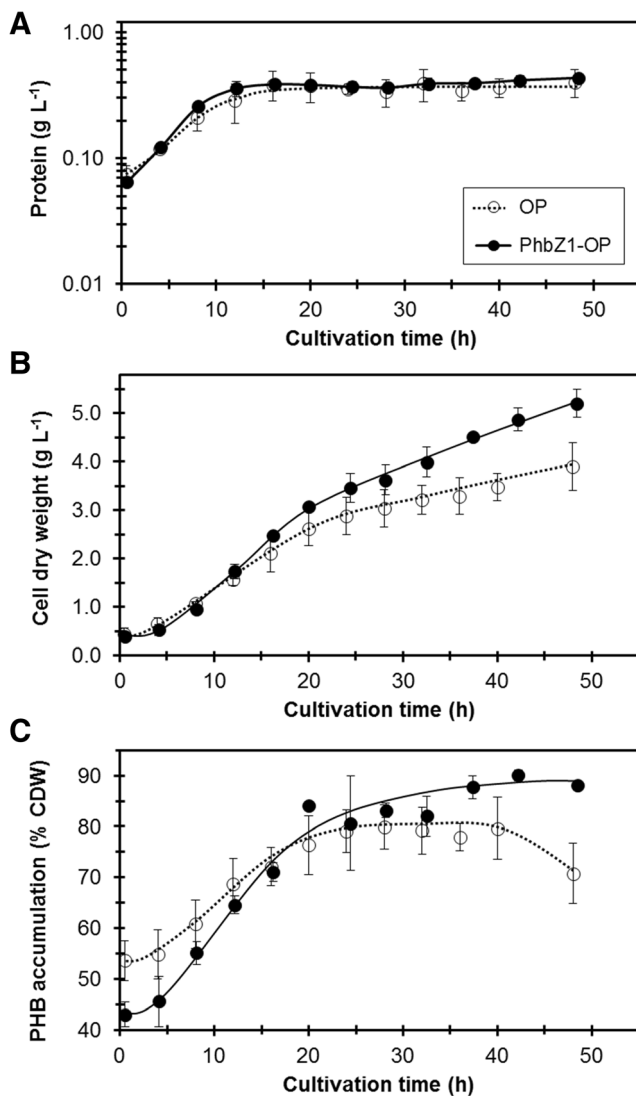 A
1.00
0.10
0.01
Protein (g L⁻¹)
OP
PhbZ1-OP
0 10 20 30 40 50
Cultivation time (h)
B
5.0
4.0
3.0
2.0
1.0
0.0
Cell dry weight (g L⁻¹)
0 10 20 30 40 50
Cultivation time (h)
C
90
80
70
60
50
40
PHB accumulation (% CDW)
0 10 20 30 40 50
Cultivation time (h)